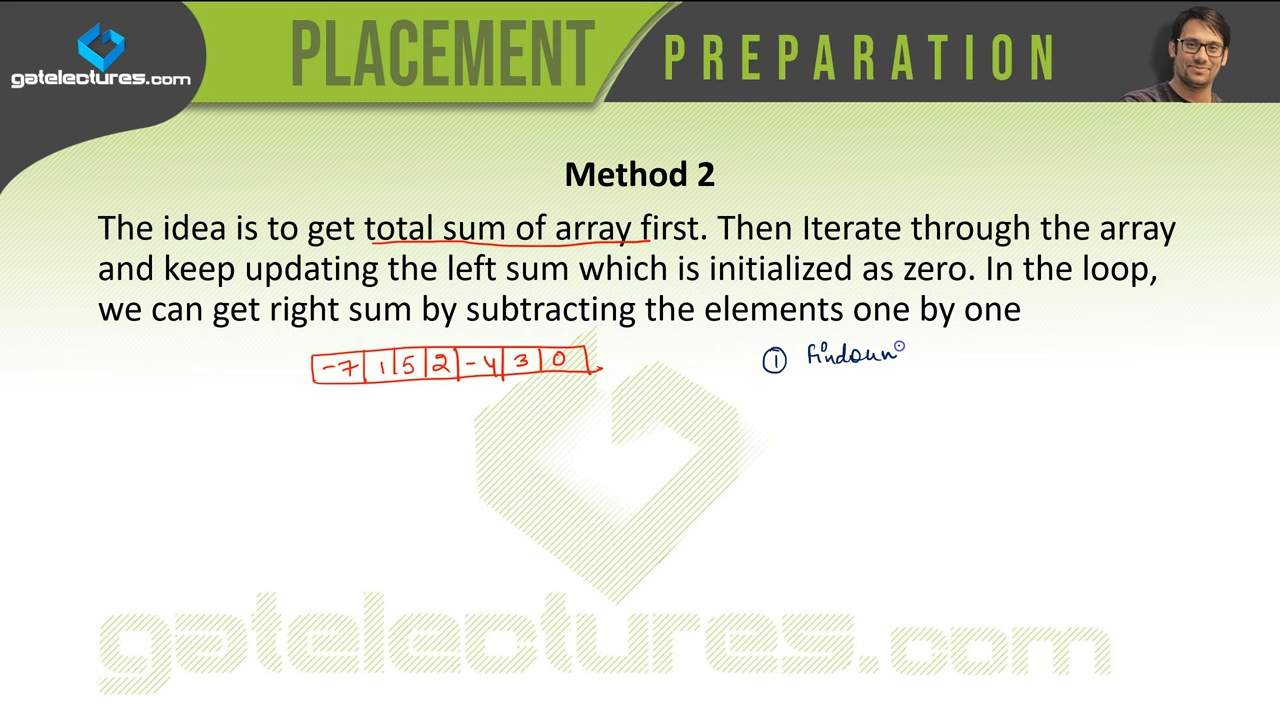 gatelectures.com
PLACEMENT PREPARATION
Method 2
The idea is to get total sum of array first. Then Iterate through the array
and keep updating the left sum which is initialized as zero. In the loop,
we can get right sum by subtracting the elements one by one
-7 1 5 2 -4 3 0
1
gatelectures.com